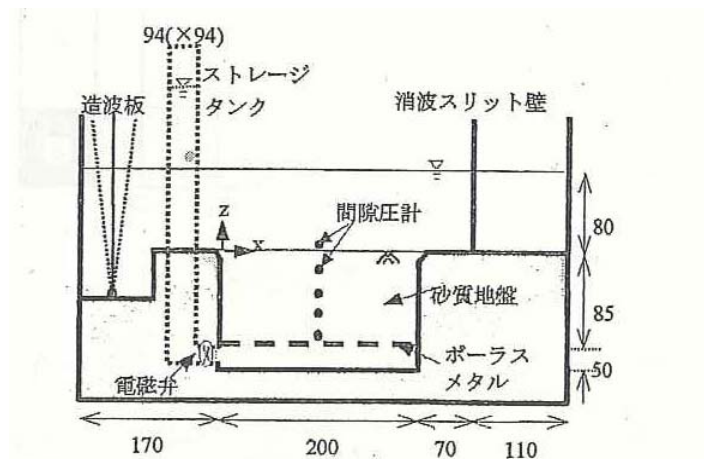 94(×94)
ストレージ
タンク
造波板
消波スリット壁
z
x
間隙圧計
80
砂質地盤
85
ポーラス
メタル
50
電磁弁
170
200
70
110